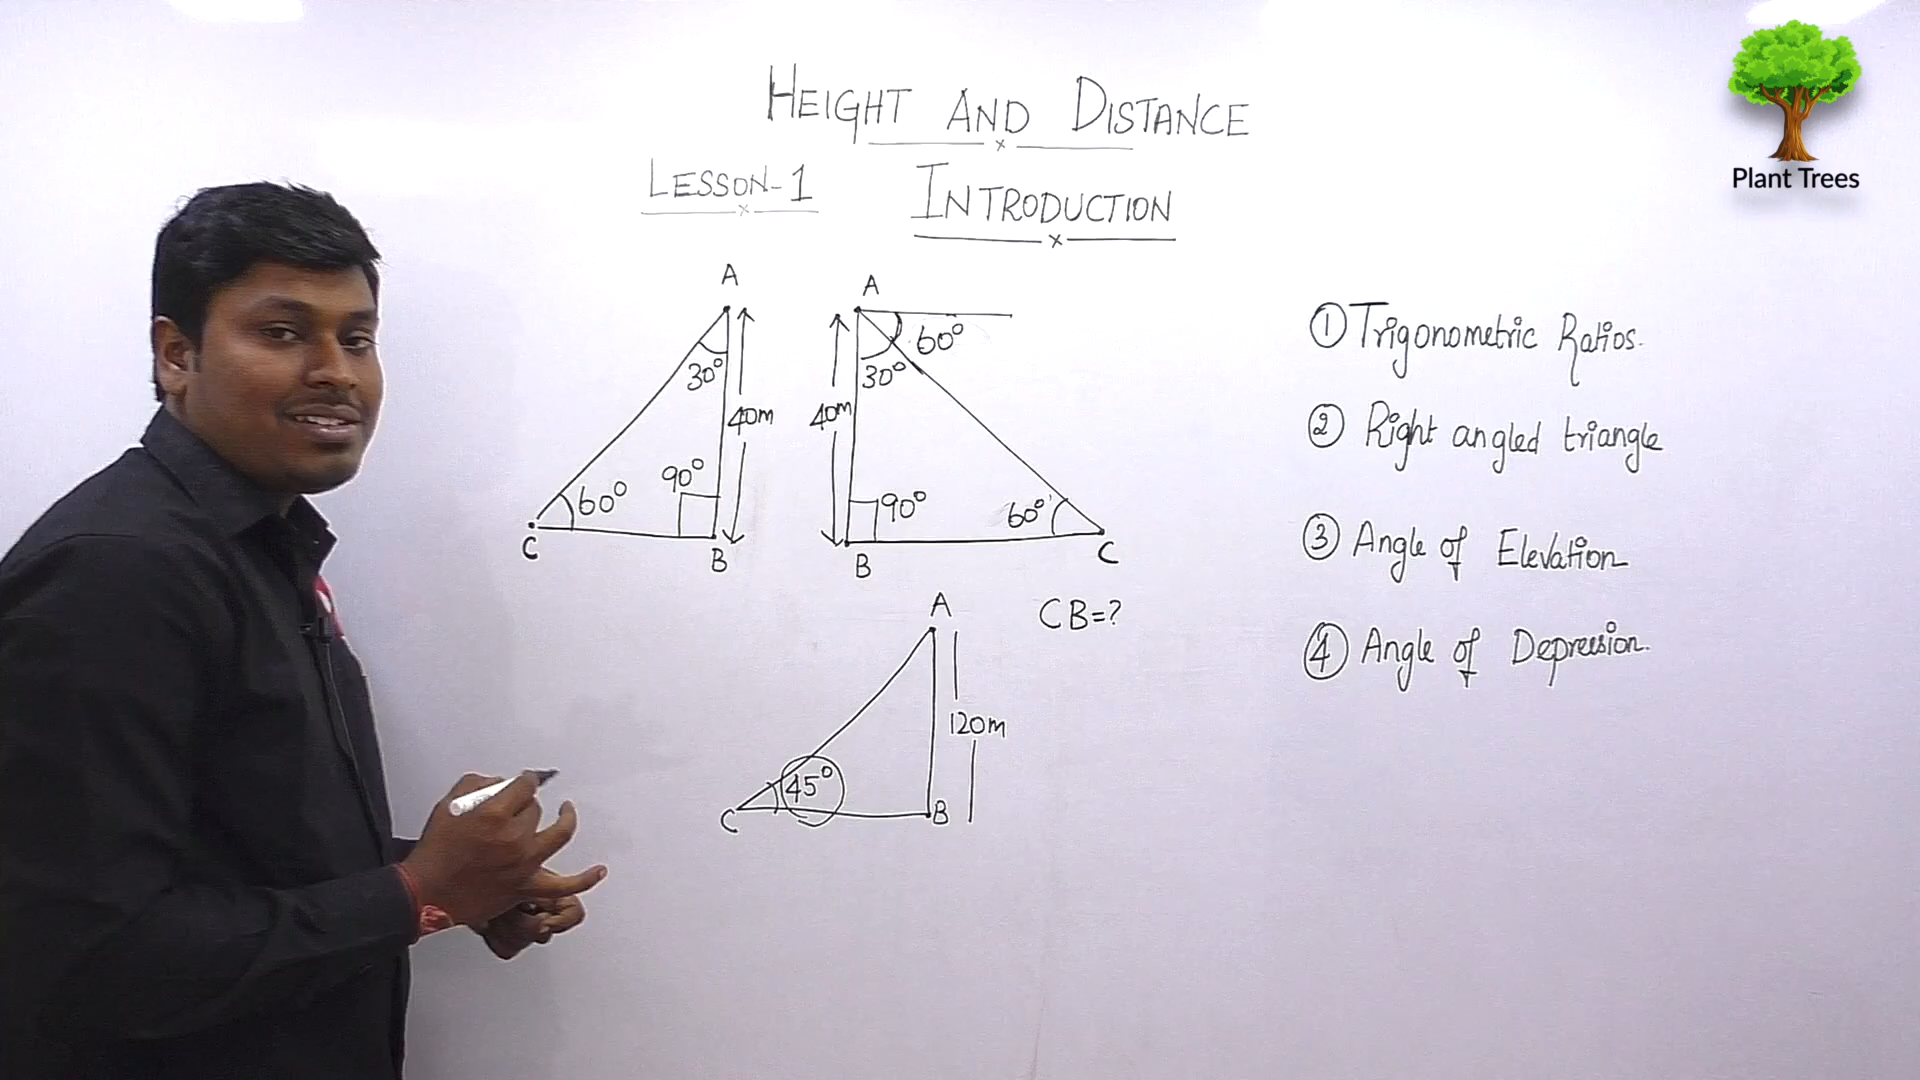 HEIGHT AND DISTANCE
LESSON-1 INTRODUCTION
A
30°
40m
60°
90°
C
B
A
60°
30°
40m
90°
60°
B
C
CB=?
A
120m
45°
C
B
① Trigonometric Ratios.
② Right angled triangle
③ Angle of Elevation
④ Angle of Depression.
Plant Trees